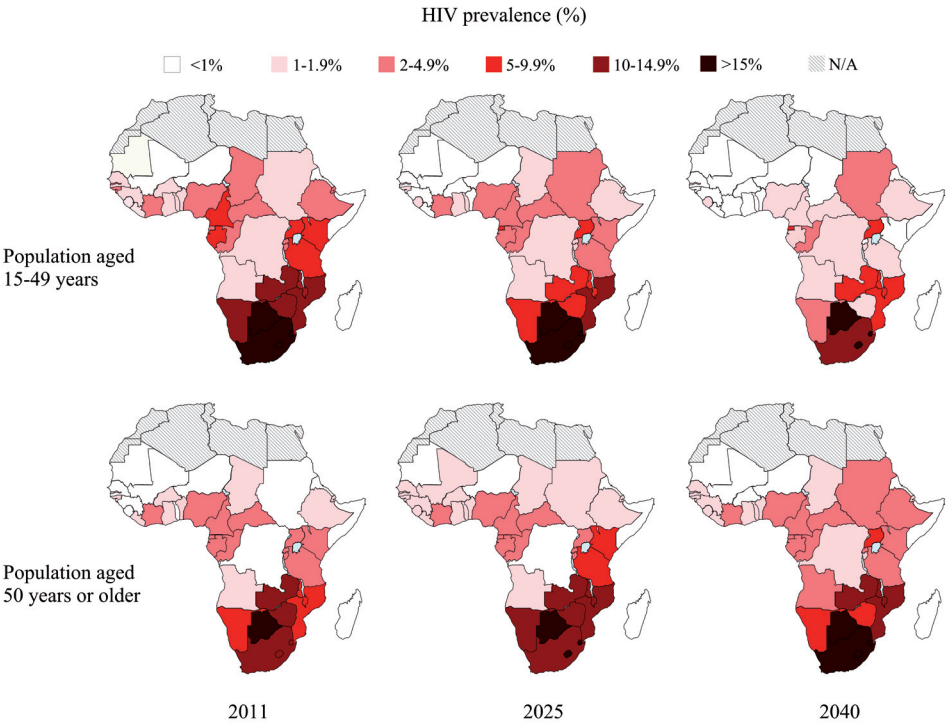 HIV prevalence (%)
<1% 1-1.9% 2-4.9% 5-9.9% 10-14.9% >15% N/A
Population aged
15-49 years
Population aged
50 years or older
2011 2025 2040